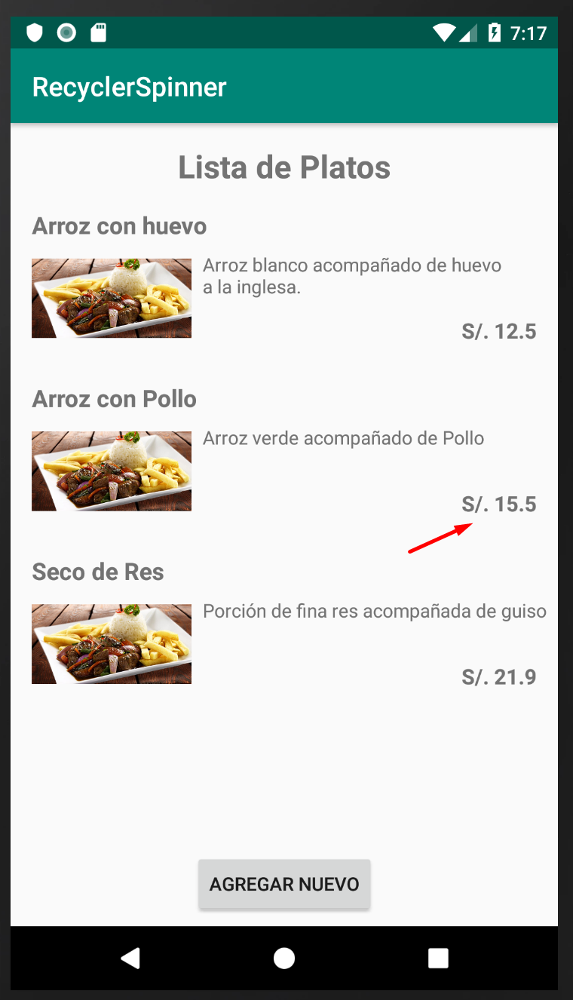 7:17
RecyclerSpinner
Lista de Platos
Arroz con huevo
Arroz blanco acompañado de huevo
a la inglesa.
S/. 12.5
Arroz con Pollo
Arroz verde acompañado de Pollo
S/. 15.5
Seco de Res
Porción de fina res acompañada de guiso
S/. 21.9
AGREGAR NUEVO